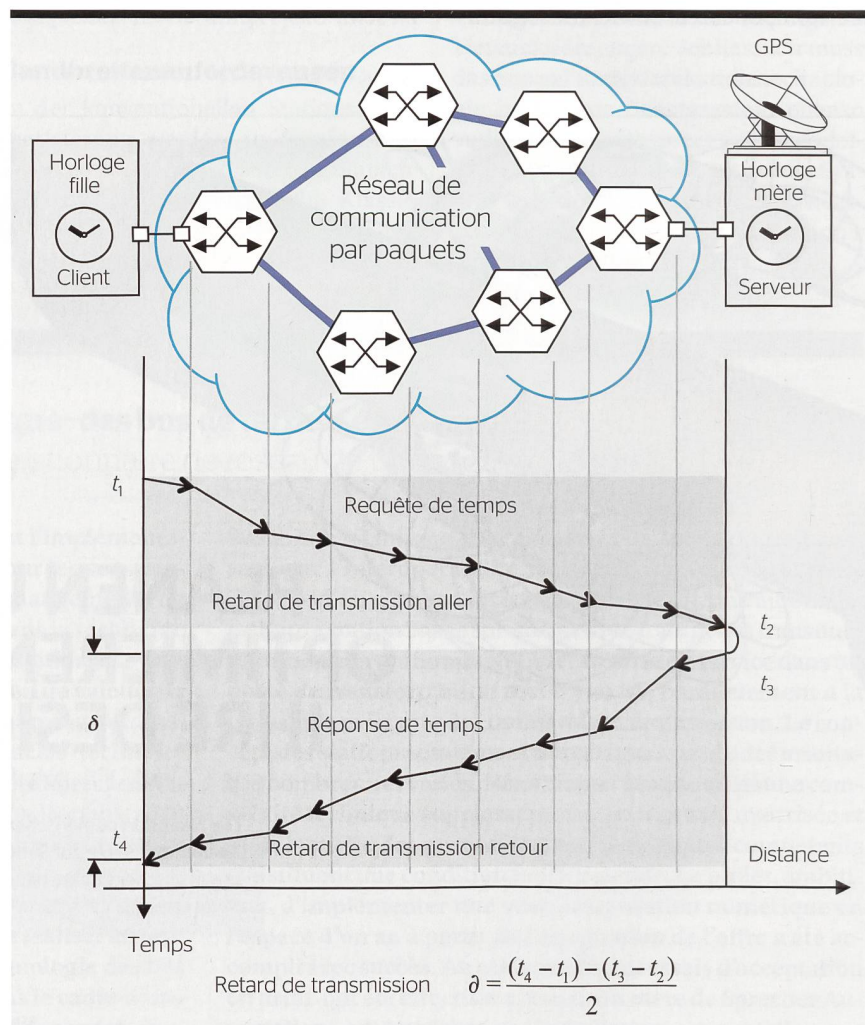 GPS
Horloge
fille
Client
Réseau de
communication
par paquets
Horloge
mère
Serveur
t₁
Requête de temps
Retard de transmission aller
t₂
t₃
δ
Réponse de temps
t₄
Retard de transmission retour
Distance
Temps
Retard de transmission ∂ = (t₄ – t₁) – (t₃ – t₂) / 2